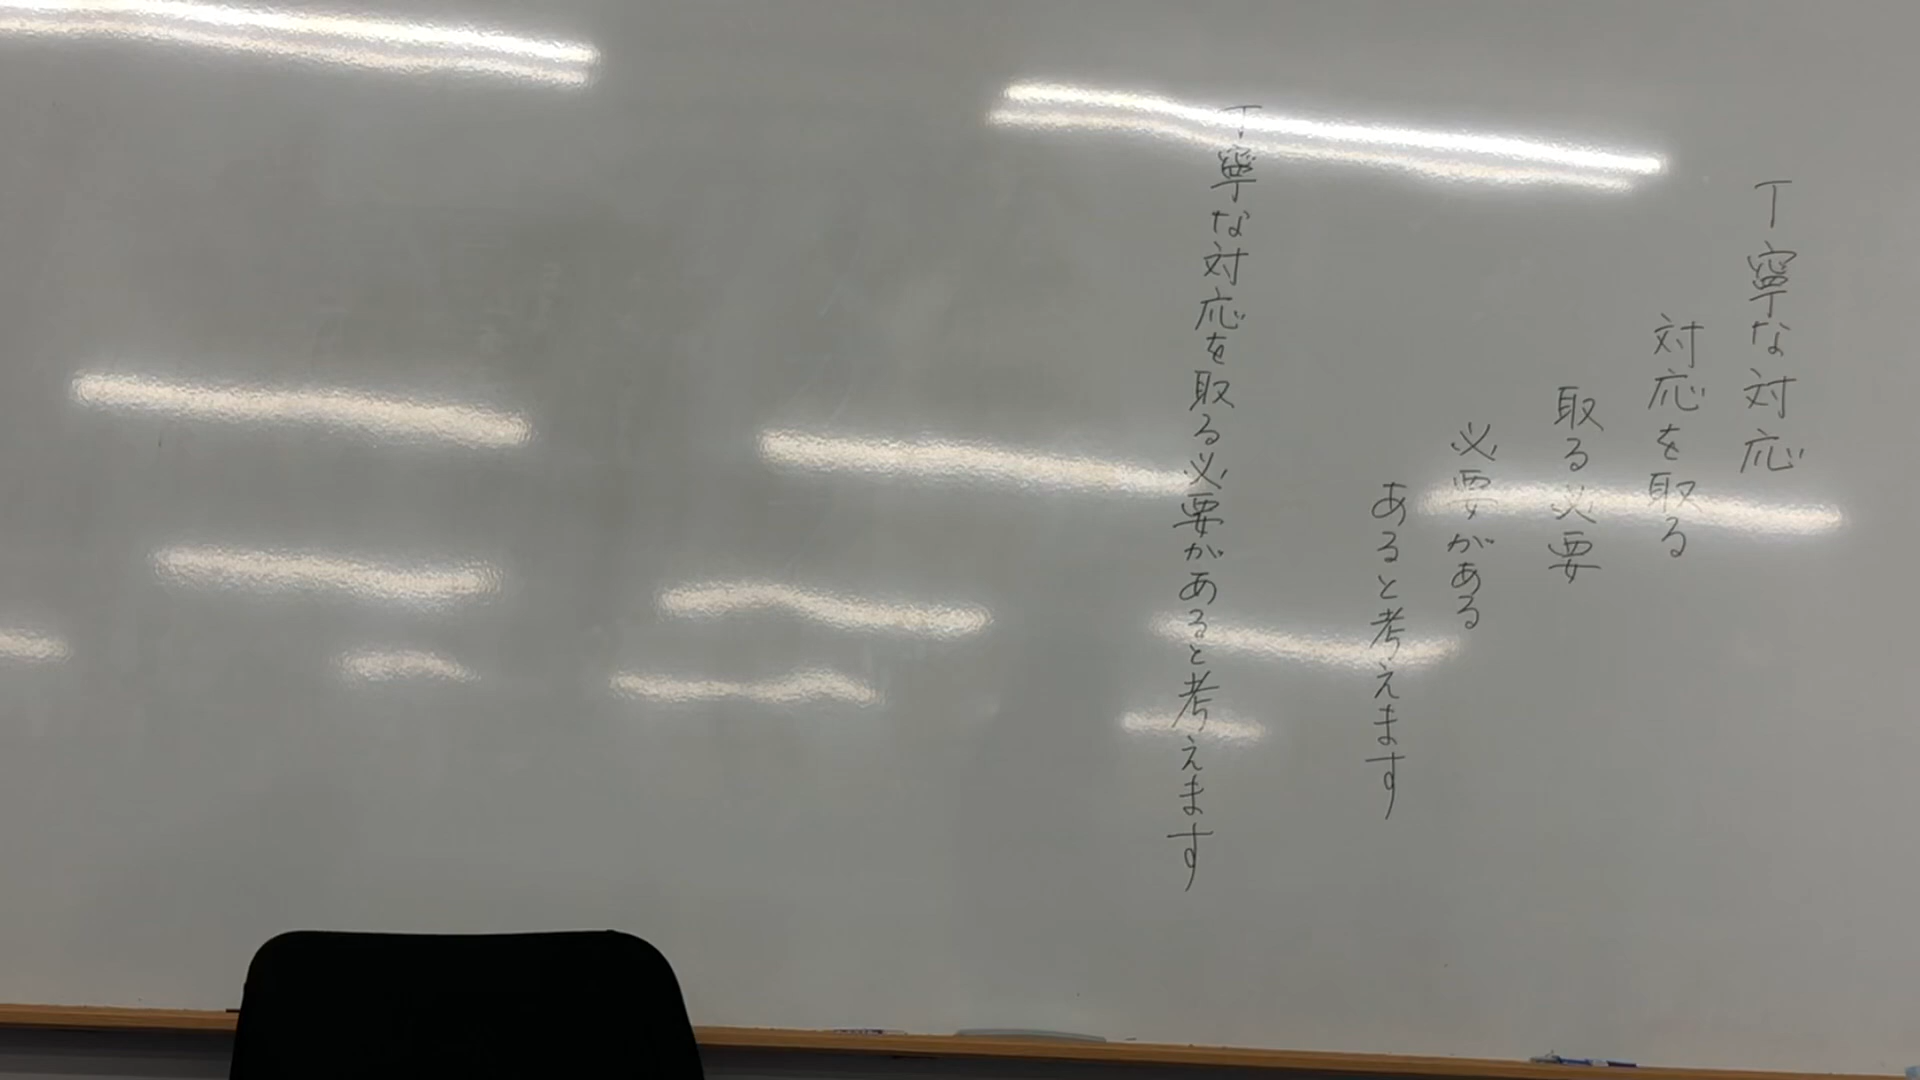 丁寧な対応
対応を取る
取る必要
必要がある
あると考えます
丁寧な対応を取る必要があると考えます